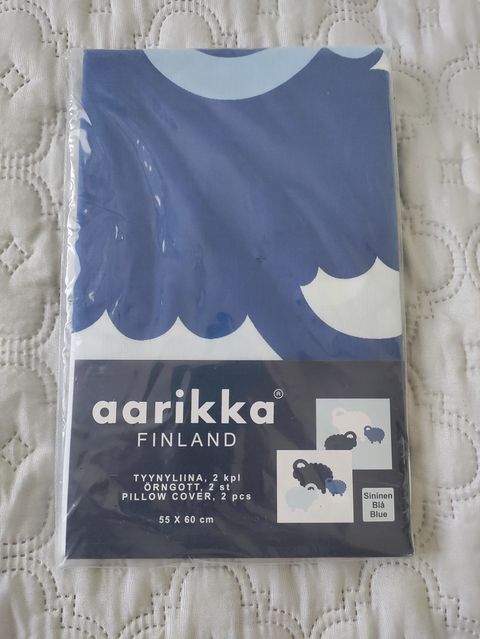 aarikka®
FINLAND
TYYNYLIINA, 2 kpl
ÖRNGOTT, 2 st
PILLOW COVER, 2 pcs
55 X 60 cm
Sininen
Blå
Blue